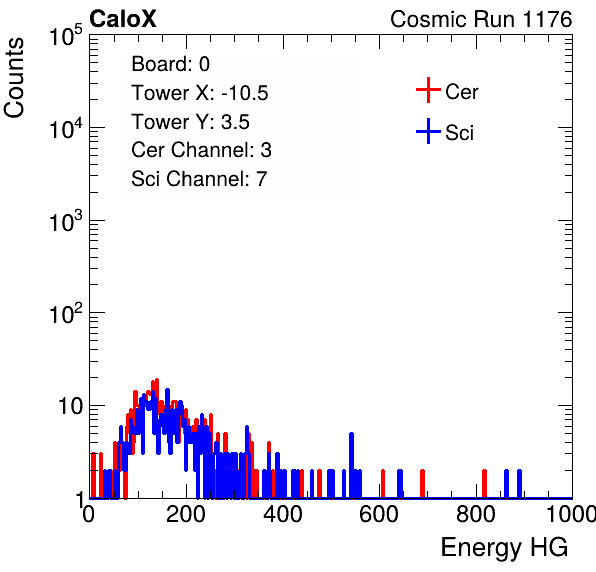 CaloX Cosmic Run 1176
Counts
10^5
10^4
10^3
10^2
10
1
Board: 0
Tower X: -10.5
Tower Y: 3.5
Cer Channel: 3
Sci Channel: 7
Cer
Sci
0 200 400 600 800 1000
Energy HG